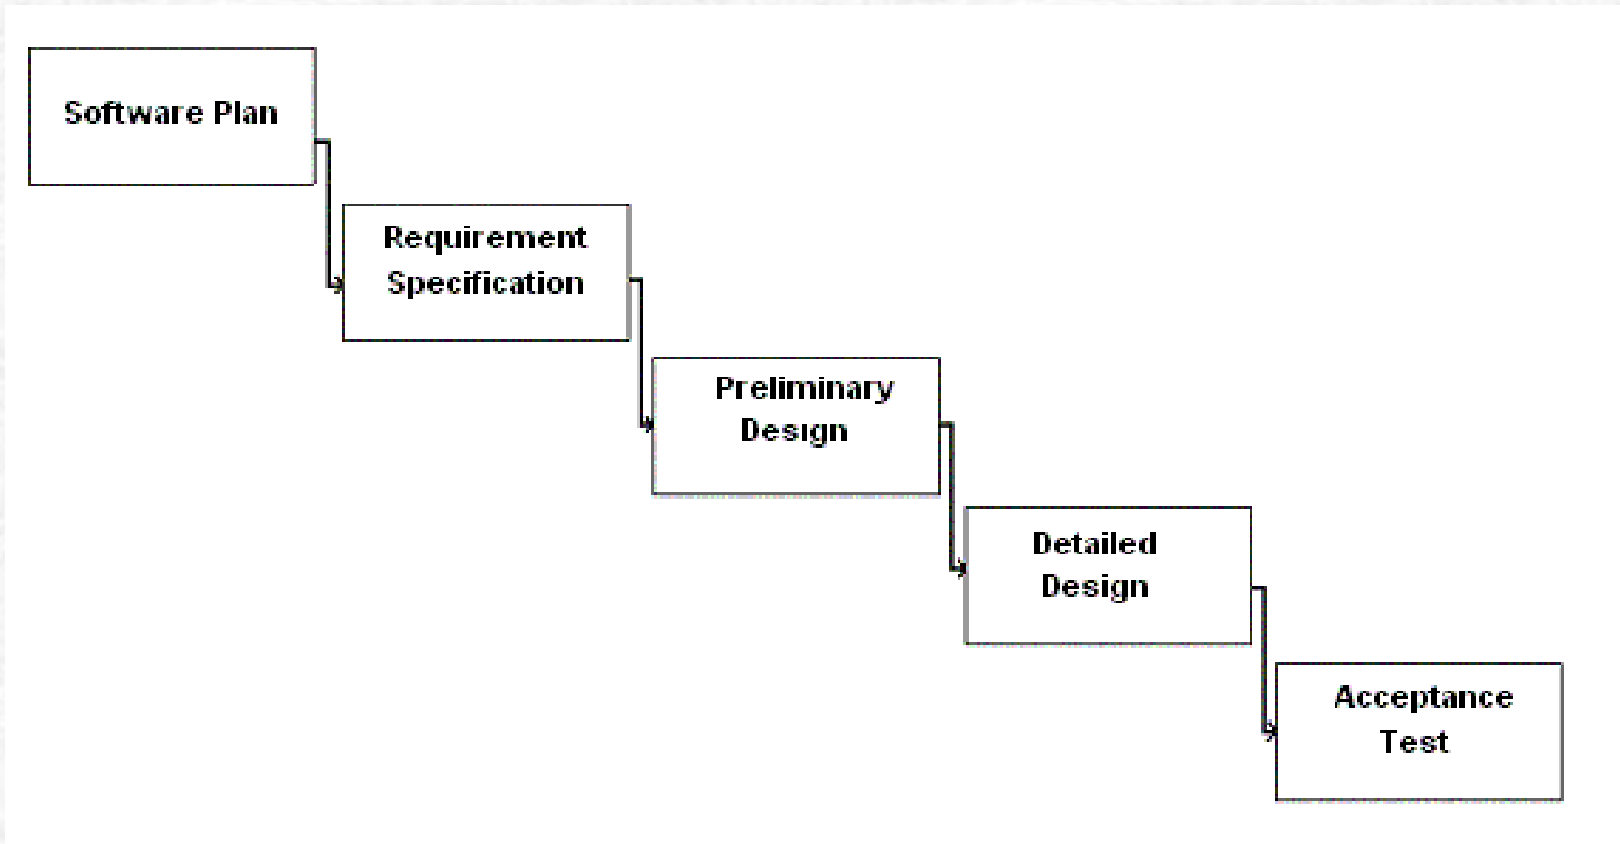 Software Plan
Requirement
Specification
Preliminary
Design
Detailed
Design
Acceptance
Test